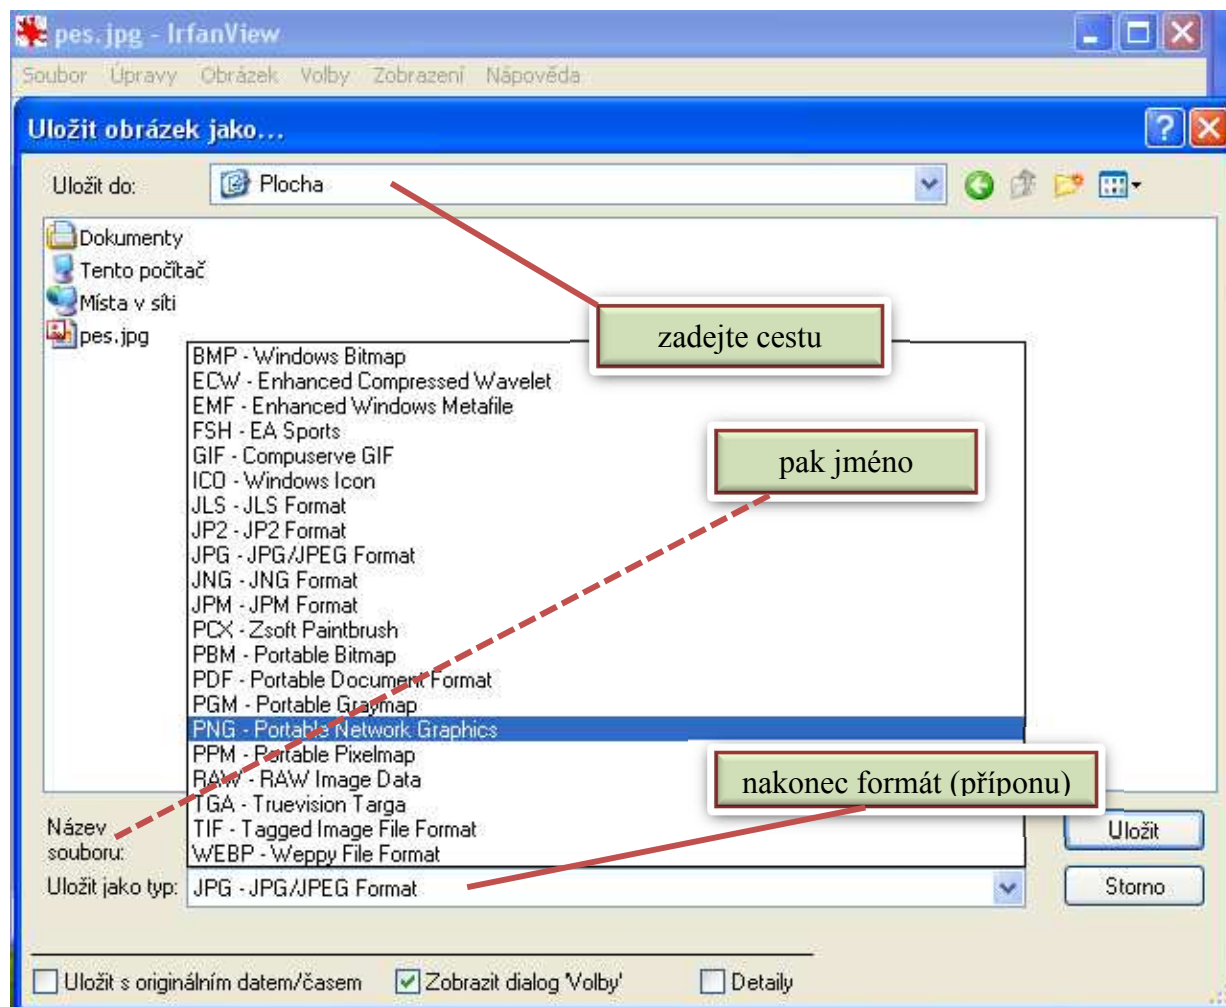 pes.jpg - IrfanView
Soubor Úpravy Obrázek Volby Zobrazení Nápověda
Uložit obrázek jako...
Uložit do: Plocha
Dokumenty
Tento počítač
Místa v síti
pes.jpg
zadejte cestu
BMP - Windows Bitmap
ECW - Enhanced Compressed Wavelet
EMF - Enhanced Windows Metafile
FSH - EA Sports
GIF - Compuserve GIF
ICO - Windows Icon
JLS - JLS Format
JP2 - JP2 Format
JPG - JPG/JPEG Format
JNG - JNG Format
JPM - JPM Format
PCX - Zsoft Paintbrush
PBM - Portable Bitmap
PDF - Portable Document Format
PGM - Portable Graymap
PNG - Portable Network Graphics
PPM - Portable Pixelmap
RAW - RAW Image Data
TGA - Truevision Targa
TIF - Tagged Image File Format
WEBP - Weppy File Format
pak jméno
nakonec formát (příponu)
Název
souboru:
Uložit
Uložit jako typ: JPG - JPG/JPEG Format
Storno
Uložit s originálním datem/časem Zobrazit dialog 'Volby' Detaily